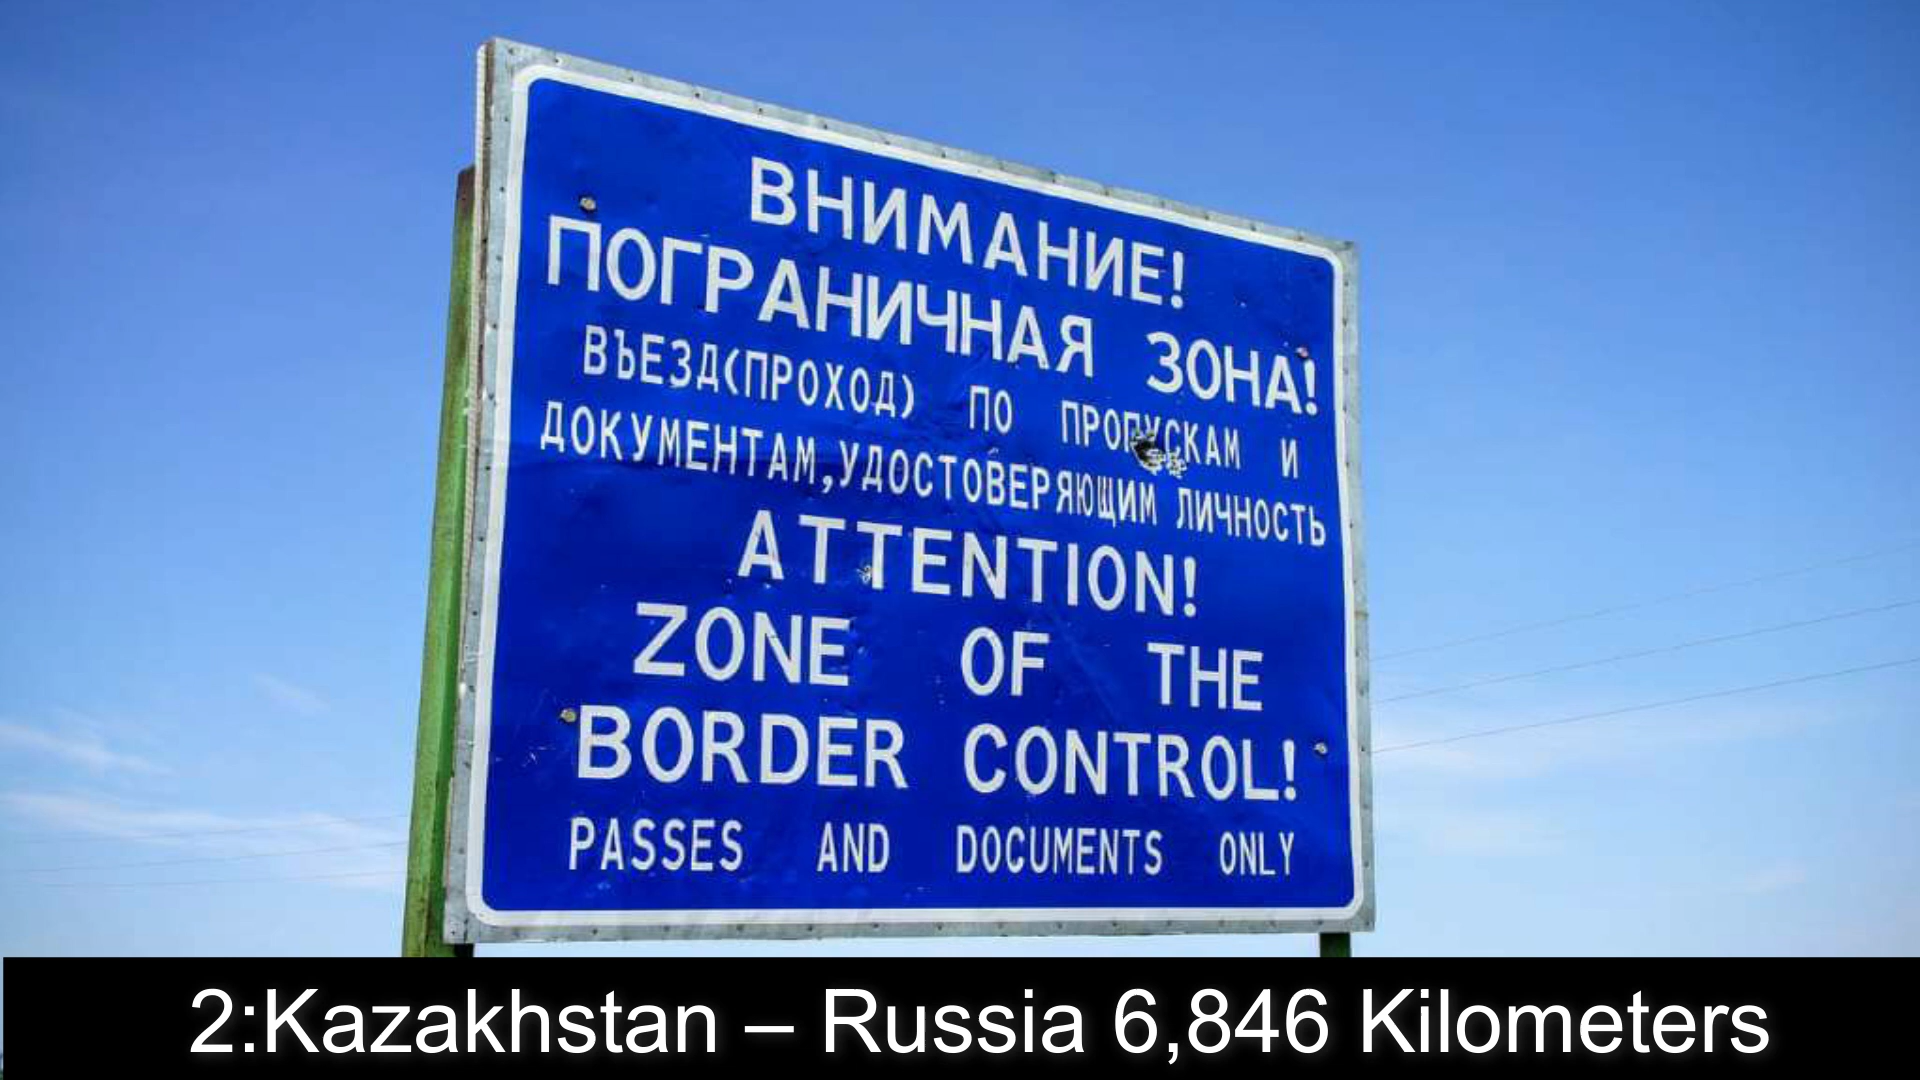 ВНИМАНИЕ!
ПОГРАНИЧНАЯ ЗОНА!
ВЪЕЗД(ПРОХОД) ПО ПРОПУСКАМ И
ДОКУМЕНТАМ,УДОСТОВЕРЯЮЩИМ ЛИЧНОСТЬ
ATTENTION!
ZONE OF THE
BORDER CONTROL!
PASSES AND DOCUMENTS ONLY
2:Kazakhstan – Russia 6,846 Kilometers